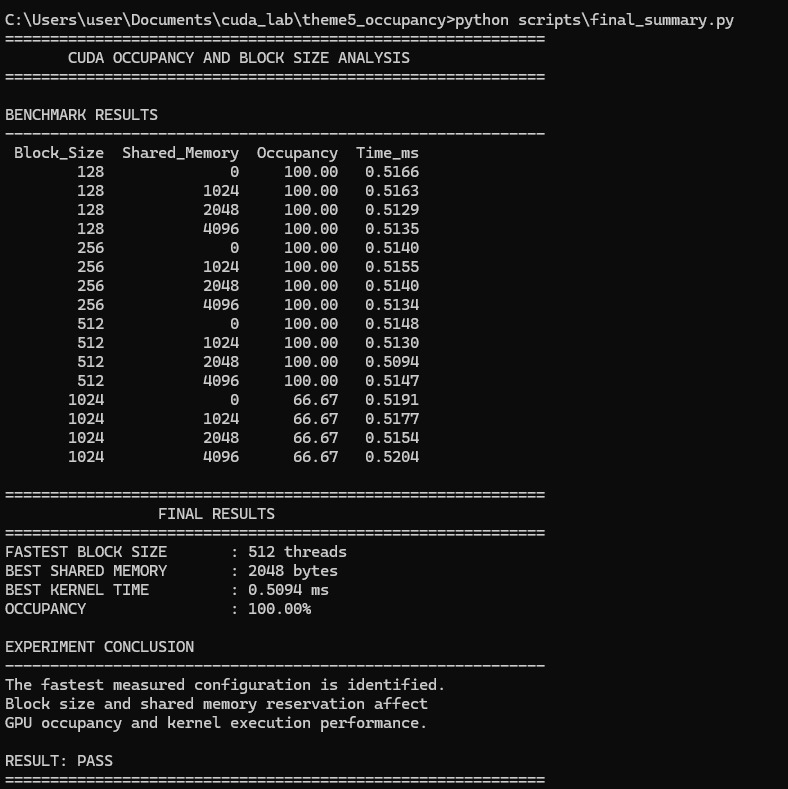 C:\Users\user\Documents\cuda_lab\theme5_occupancy>python scripts\final_summary.py
============================================================
       CUDA OCCUPANCY AND BLOCK SIZE ANALYSIS
============================================================

BENCHMARK RESULTS
------------------------------------------------------------
 Block_Size  Shared_Memory  Occupancy  Time_ms
        128              0     100.00   0.5166
        128           1024     100.00   0.5163
        128           2048     100.00   0.5129
        128           4096     100.00   0.5135
        256              0     100.00   0.5140
        256           1024     100.00   0.5155
        256           2048     100.00   0.5140
        256           4096     100.00   0.5134
        512              0     100.00   0.5148
        512           1024     100.00   0.5130
        512           2048     100.00   0.5094
        512           4096     100.00   0.5147
       1024              0      66.67   0.5191
       1024           1024      66.67   0.5177
       1024           2048      66.67   0.5154
       1024           4096      66.67   0.5204

============================================================
                 FINAL RESULTS
============================================================
FASTEST BLOCK SIZE       : 512 threads
BEST SHARED MEMORY       : 2048 bytes
BEST KERNEL TIME         : 0.5094 ms
OCCUPANCY                : 100.00%

EXPERIMENT CONCLUSION
------------------------------------------------------------
The fastest measured configuration is identified.
Block size and shared memory reservation affect
GPU occupancy and kernel execution performance.

RESULT: PASS
============================================================